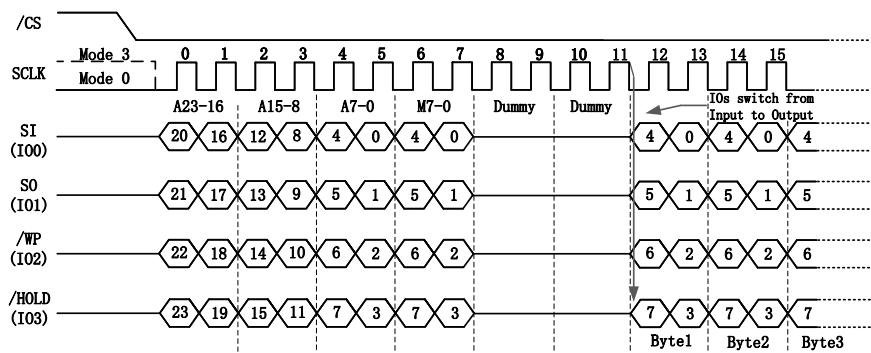 /CS
Mode 3 0 1 2 3 4 5 6 7 8 9 10 11 12 13 14 15
SCLK
Mode 0
A23-16 A15-8 A7-0 M7-0 Dummy Dummy
IOs switch from
Input to Output
SI
(IO0)
20 16 12 8 4 0 4 0 4 0 4 0 4
SO
(IO1)
21 17 13 9 5 1 5 1 5 1 5 1 5
/WP
(IO2)
22 18 14 10 6 2 6 2 6 2 6 2 6
/HOLD
(IO3)
23 19 15 11 7 3 7 3 7 3 7 3 7
Byte1 Byte2 Byte3